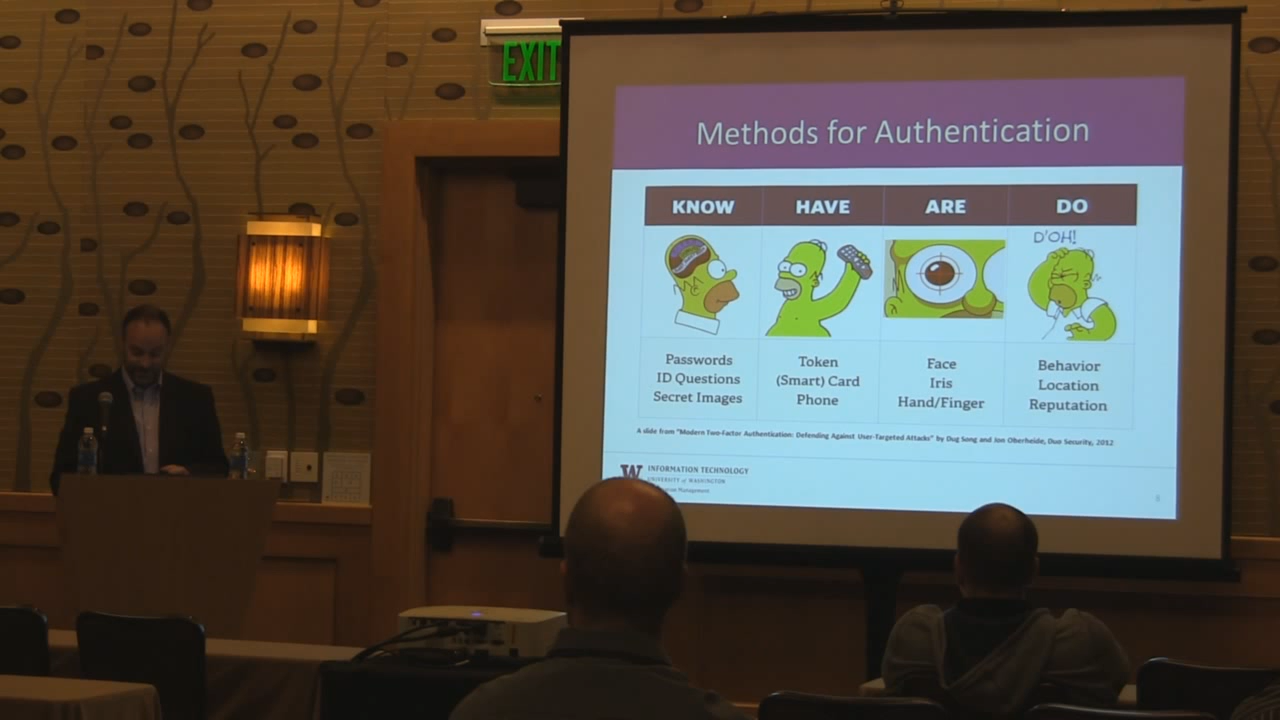 EXIT
Methods for Authentication
KNOW HAVE ARE DO
D'OH!
Passwords
ID Questions
Secret Images
Token
(Smart) Card
Phone
Face
Iris
Hand/Finger
Behavior
Location
Reputation
A slide from "Modern Two-Factor Authentication: Defending Against User-Targeted Attacks" by Dug Song and Jon Oberheide, Duo Security, 2012
W INFORMATION TECHNOLOGY
UNIVERSITY of WASHINGTON
Management